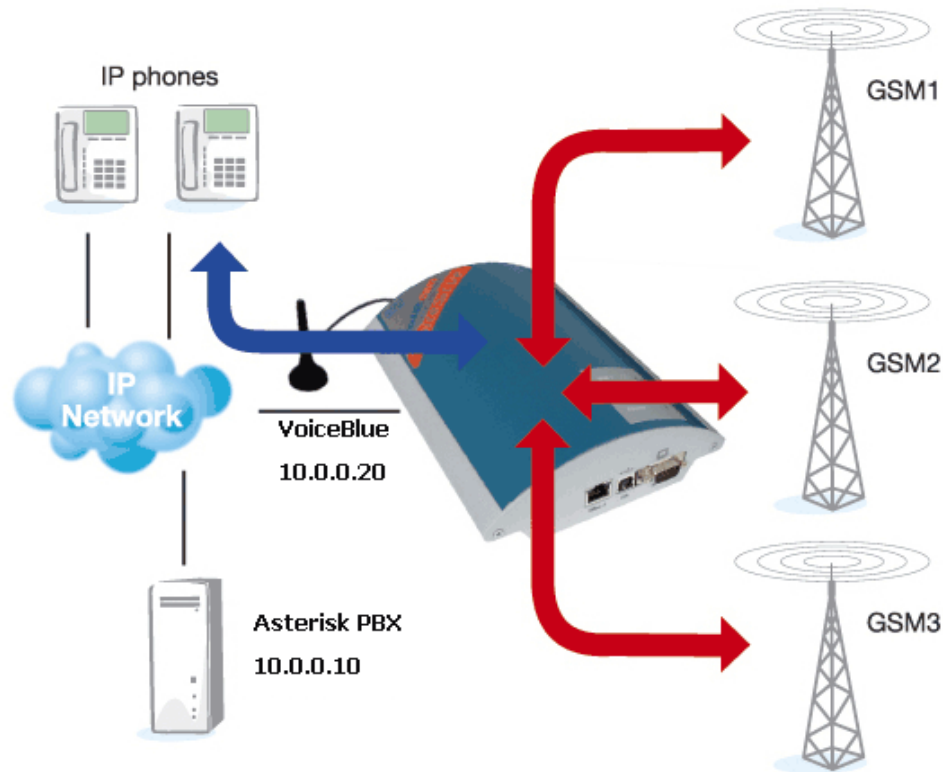 IP phones
GSM1
IP
Network
VoiceBlue
10.0.0.20
GSM2
Asterisk PBX
10.0.0.10
GSM3